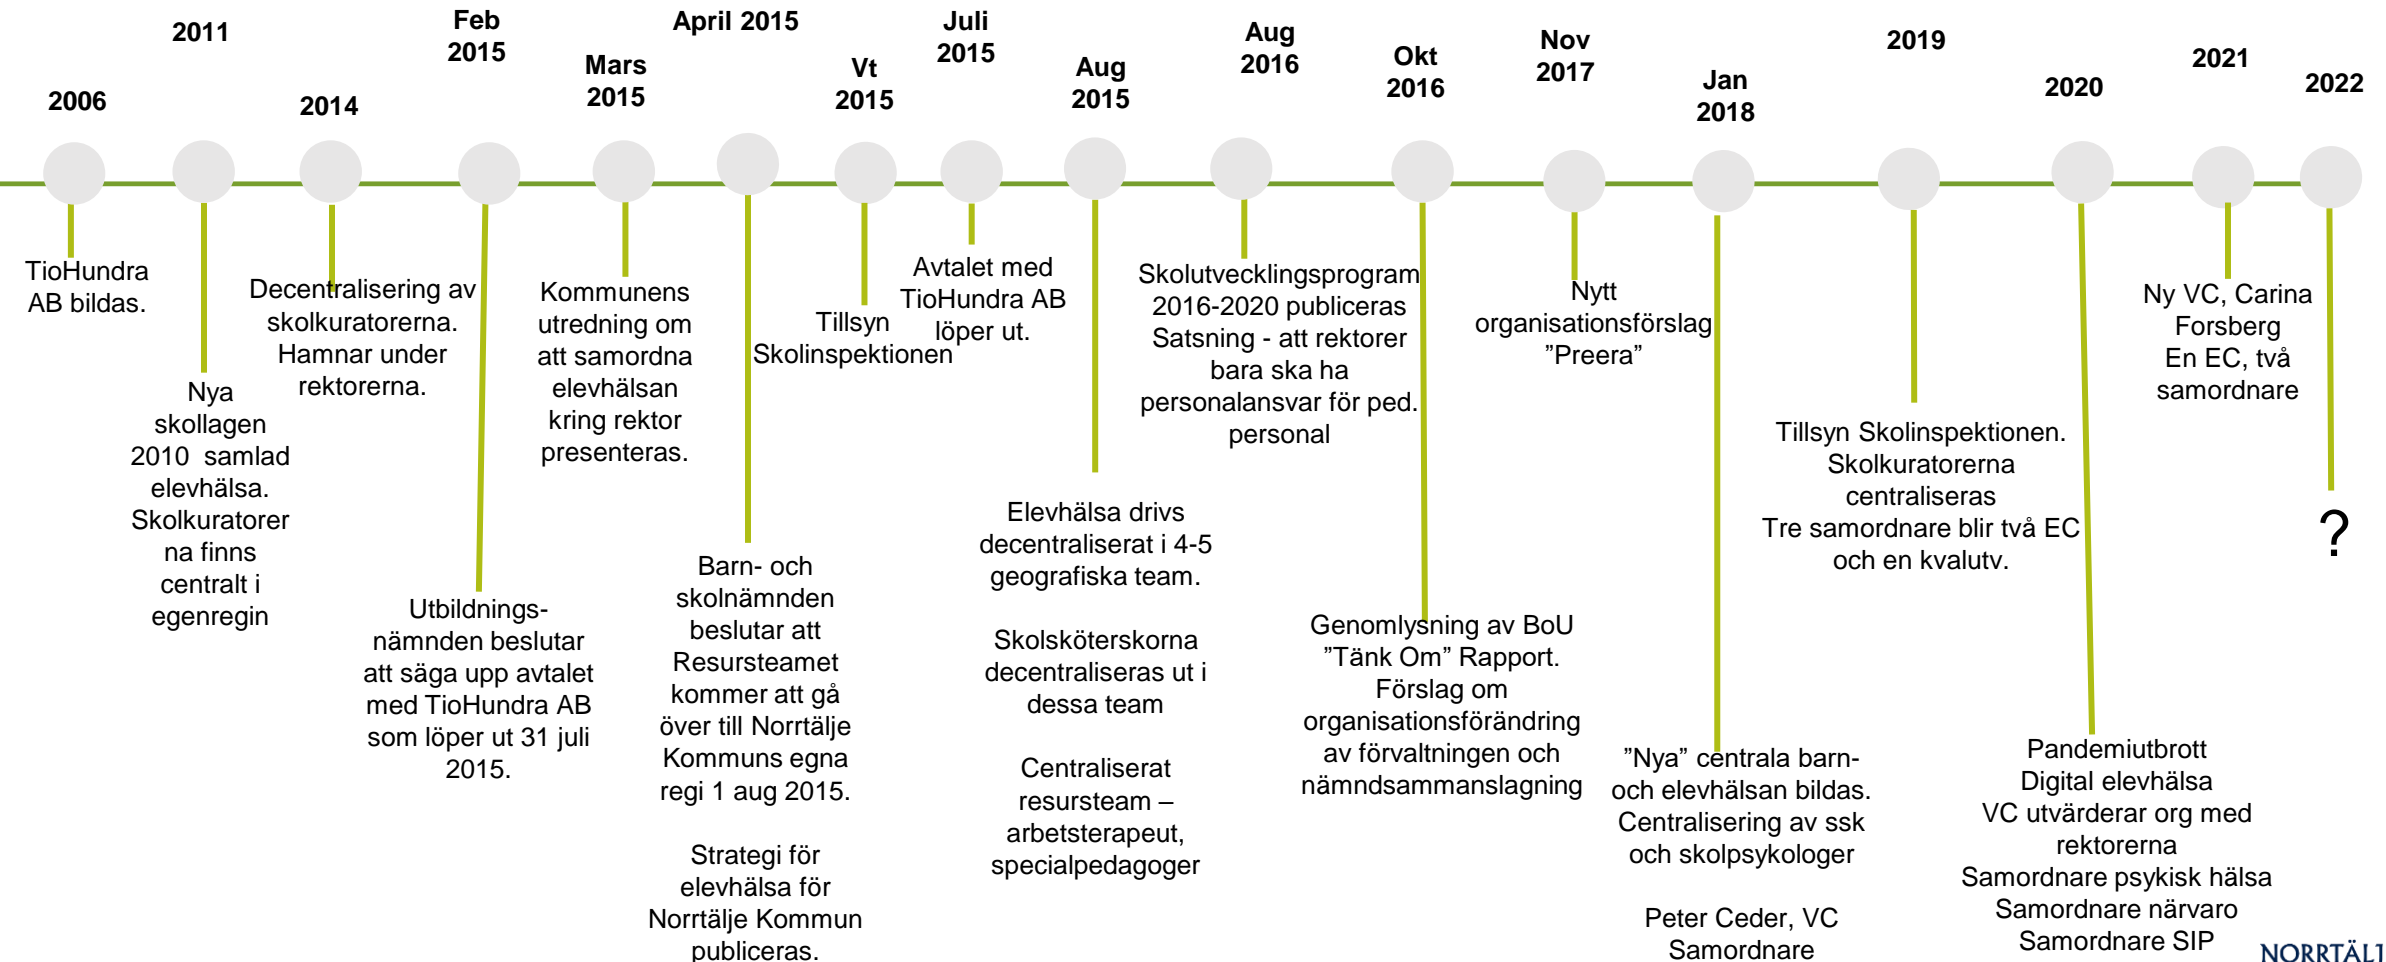 2006
TioHundra
AB bildas.
2011
Nya
skollagen
2010  samlad
elevhälsa.
Skolkuratorer
na finns
centralt i
egenregin
2014
Decentralisering av
skolkuratorerna.
Hamnar under
rektorerna.
Feb
2015
Utbildnings-
nämnden beslutar
att säga upp avtalet
med TioHundra AB
som löper ut 31 juli
2015.
Mars
2015
Kommunens
utredning om
att samordna
elevhälsan
kring rektor
presenteras.
April 2015
Barn- och
skolnämnden
beslutar att
Resursteamet
kommer att gå
över till Norrtälje
Kommuns egna
regi 1 aug 2015.
Strategi för
elevhälsa för
Norrtälje Kommun
publiceras.
Vt
2015
Tillsyn
Skolinspektionen
Juli
2015
Avtalet med
TioHundra AB
löper ut.
Aug
2015
Elevhälsa drivs
decentraliserat i 4-5
geografiska team.
Skolsköterskorna
decentraliseras ut i
dessa team
Centraliserat
resursteam –
arbetsterapeut,
specialpedagoger
Aug
2016
Skolutvecklingsprogram
2016-2020 publiceras
Satsning - att rektorer
bara ska ha
personalansvar för ped.
personal
Okt
2016
Genomlysning av BoU
”Tänk Om” Rapport.
Förslag om
organisationsförändring
av förvaltningen och
nämndsammanslagning
Nov
2017
Nytt
organisationsförslag
”Preera”
Jan
2018
”Nya” centrala barn-
och elevhälsan bildas.
Centralisering av ssk
och skolpsykologer
Peter Ceder, VC
Samordnare
2019
Tillsyn Skolinspektionen.
Skolkuratorerna
centraliseras
Tre samordnare blir två EC
och en kvalutv.
2020
Pandemiutbrott
Digital elevhälsa
VC utvärderar org med
rektorerna
Samordnare psykisk hälsa
Samordnare närvaro
Samordnare SIP
2021
Ny VC, Carina
Forsberg
En EC, två
samordnare
2022
?